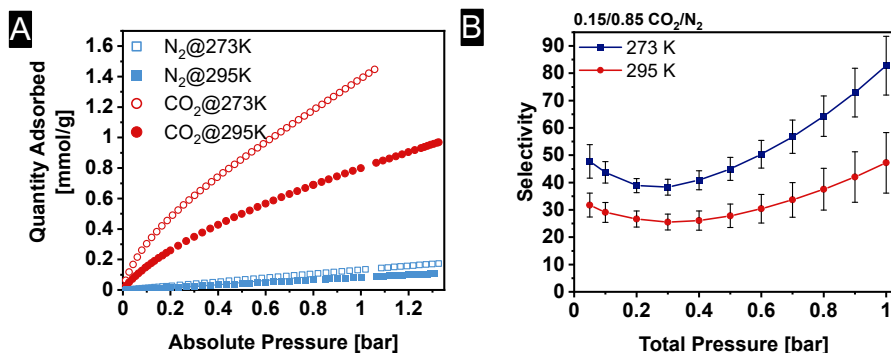 A
Quantity Adsorbed
[mmol/g]
1.6
1.4
1.2
1
0.8
0.6
0.4
0.2
0
N₂@273K
N₂@295K
CO₂@273K
CO₂@295K
0 0.2 0.4 0.6 0.8 1.0 1.2
Absolute Pressure [bar]
B
0.15/0.85 CO₂/N₂
Selectivity
90
80
70
60
50
40
30
20
10
0
273 K
295 K
0 0.2 0.4 0.6 0.8 1
Total Pressure [bar]